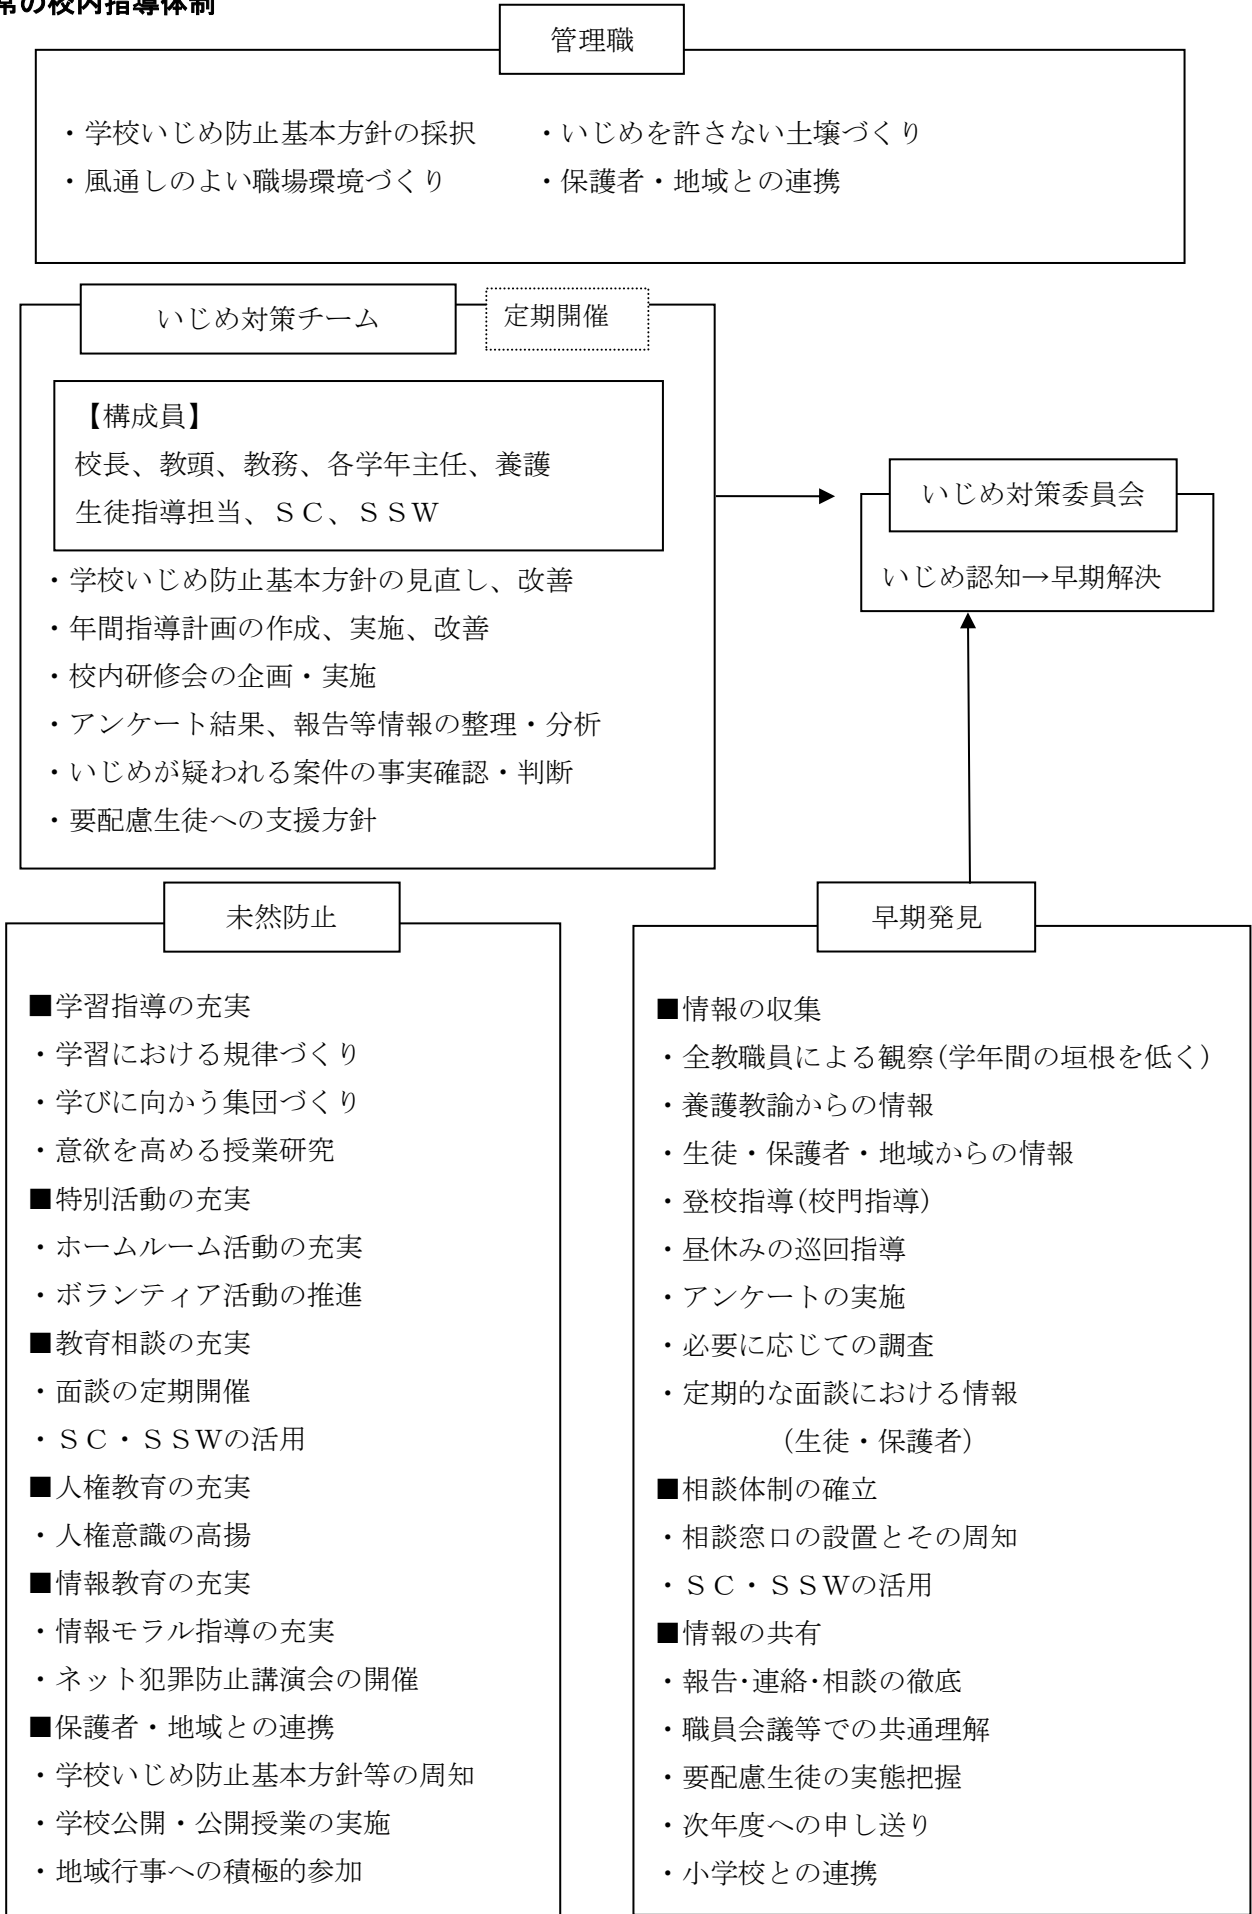 常の校内指導体制
管理職
・学校いじめ防止基本方針の採択　　・いじめを許さない土壌づくり
・風通しのよい職場環境づくり　　　・保護者・地域との連携
いじめ対策チーム
定期開催
【構成員】
校長、教頭、教務、各学年主任、養護
生徒指導担当、ＳＣ、ＳＳＷ
・学校いじめ防止基本方針の見直し、改善
・年間指導計画の作成、実施、改善
・校内研修会の企画・実施
・アンケート結果、報告等情報の整理・分析
・いじめが疑われる案件の事実確認・判断
・要配慮生徒への支援方針
いじめ対策委員会
いじめ認知→早期解決
未然防止
■学習指導の充実
・学習における規律づくり
・学びに向かう集団づくり
・意欲を高める授業研究
■特別活動の充実
・ホームルーム活動の充実
・ボランティア活動の推進
■教育相談の充実
・面談の定期開催
・ＳＣ・ＳＳＷの活用
■人権教育の充実
・人権意識の高揚
■情報教育の充実
・情報モラル指導の充実
・ネット犯罪防止講演会の開催
■保護者・地域との連携
・学校いじめ防止基本方針等の周知
・学校公開・公開授業の実施
・地域行事への積極的参加
早期発見
■情報の収集
・全教職員による観察(学年間の垣根を低く)
・養護教諭からの情報
・生徒・保護者・地域からの情報
・登校指導(校門指導)
・昼休みの巡回指導
・アンケートの実施
・必要に応じての調査
・定期的な面談における情報
（生徒・保護者）
■相談体制の確立
・相談窓口の設置とその周知
・ＳＣ・ＳＳＷの活用
■情報の共有
・報告･連絡･相談の徹底
・職員会議等での共通理解
・要配慮生徒の実態把握
・次年度への申し送り
・小学校との連携